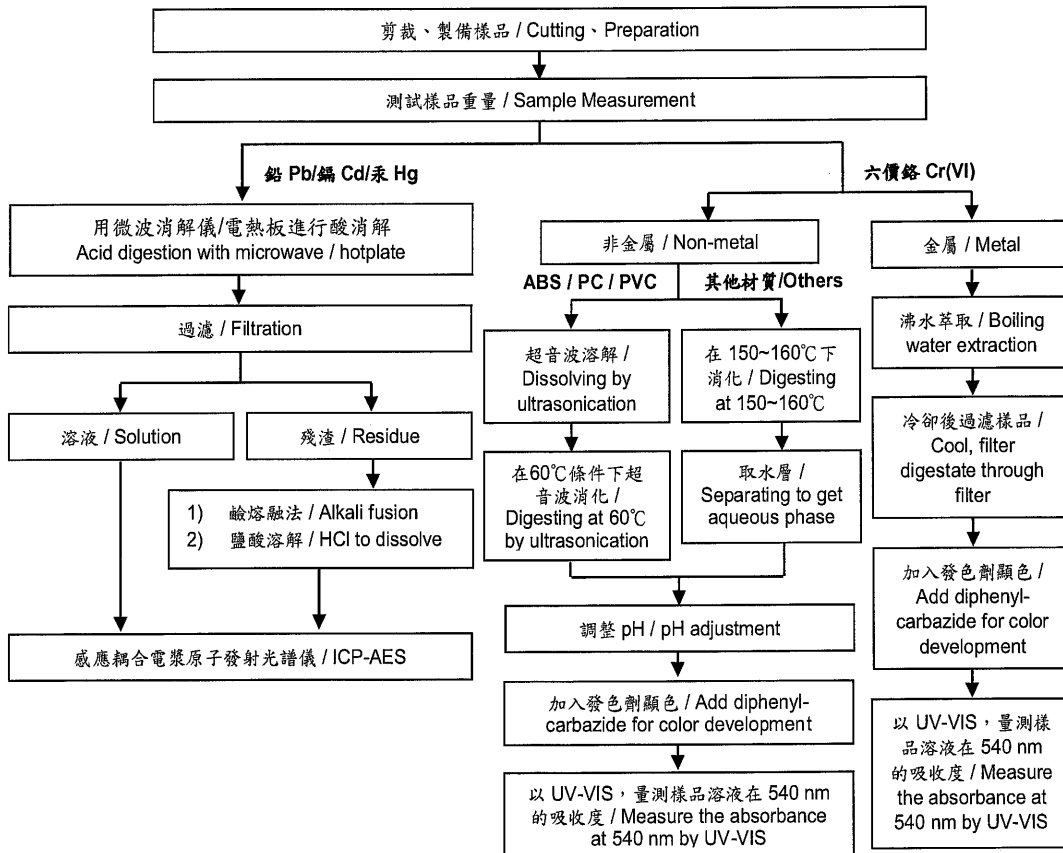 剪裁、製備樣品 / Cutting、Preparation
測試樣品重量 / Sample Measurement
鉛 Pb/鎘 Cd/汞 Hg
六價鉻 Cr(VI)
用微波消解儀/電熱板進行酸消解
Acid digestion with microwave / hotplate
過濾 / Filtration
溶液 / Solution
殘渣 / Residue
1) 鹼熔融法 / Alkali fusion
2) 鹽酸溶解 / HCl to dissolve
感應耦合電漿原子發射光譜儀 / ICP-AES
非金屬 / Non-metal
ABS / PC / PVC
其他材質/Others
超音波溶解 /
Dissolving by
ultrasonication
在60℃條件下超
音波消化 /
Digesting at 60℃
by ultrasonication
在 150~160℃下
消化 / Digesting
at 150~160℃
取水層 /
Separating to get
aqueous phase
調整 pH / pH adjustment
加入發色劑顯色 / Add diphenyl-
carbazide for color development
以 UV-VIS，量測樣品溶液在 540 nm
的吸收度 / Measure the absorbance
at 540 nm by UV-VIS
金屬 / Metal
沸水萃取 / Boiling
water extraction
冷卻後過濾樣品 /
Cool, filter
digestate through
filter
加入發色劑顯色 /
Add diphenyl-
carbazide for color
development
以 UV-VIS，量測樣
品溶液在 540 nm
的吸收度 / Measure
the absorbance at
540 nm by UV-VIS